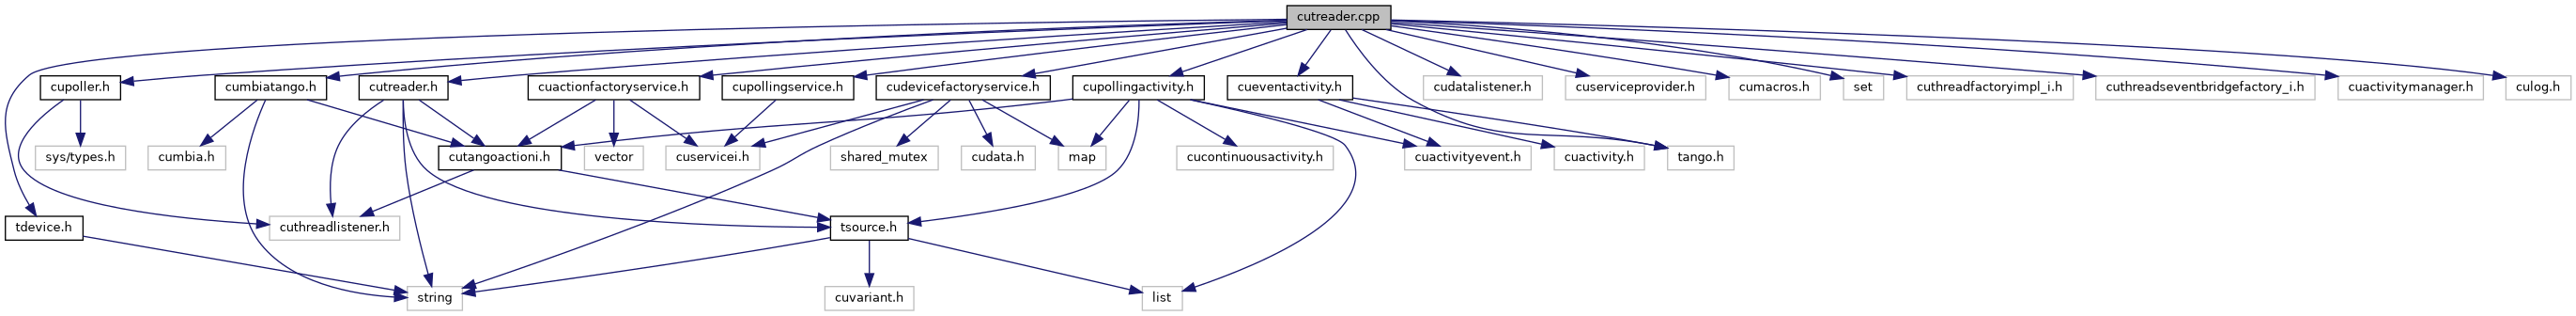 cutreader.cpp
cupoller.h
cumbiatango.h
cutreader.h
cuactionfactoryservice.h
cupollingservice.h
cudevicefactoryservice.h
cupollingactivity.h
cueventactivity.h
cudatalistener.h
cuserviceprovider.h
cumacros.h
set
cuthreadfactoryimpl_i.h
cuthreadseventbridgefactory_i.h
cuactivitymanager.h
culog.h
sys/types.h
cumbia.h
cutangoactioni.h
vector
cuservicei.h
shared_mutex
cudata.h
map
cucontinuousactivity.h
cuactivityevent.h
cuactivity.h
tango.h
tdevice.h
cuthreadlistener.h
tsource.h
string
cuvariant.h
list